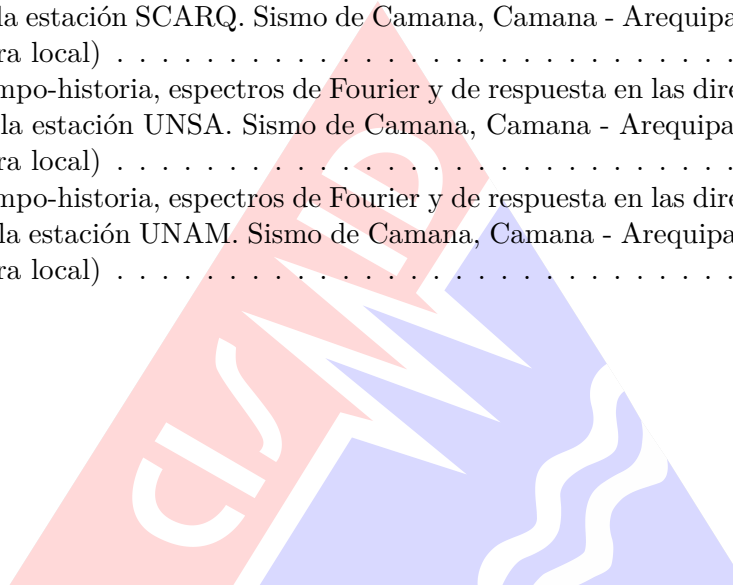 la estación SCARQ. Sismo de Camana, Camana - Arequipa
ra local) . . . . . . . . . . . . . . . . . . . . . . . . . . . .
mpo-historia, espectros de Fourier y de respuesta en las dire
la estación UNSA. Sismo de Camana, Camana - Arequipa
ra local) . . . . . . . . . . . . . . . . . . . . . . . . . . . .
mpo-historia, espectros de Fourier y de respuesta en las dire
la estación UNAM. Sismo de Camana, Camana - Arequipa
ra local) . . . . . . . . . . . . . . . . . . . . . . . . . . . .
CISMID